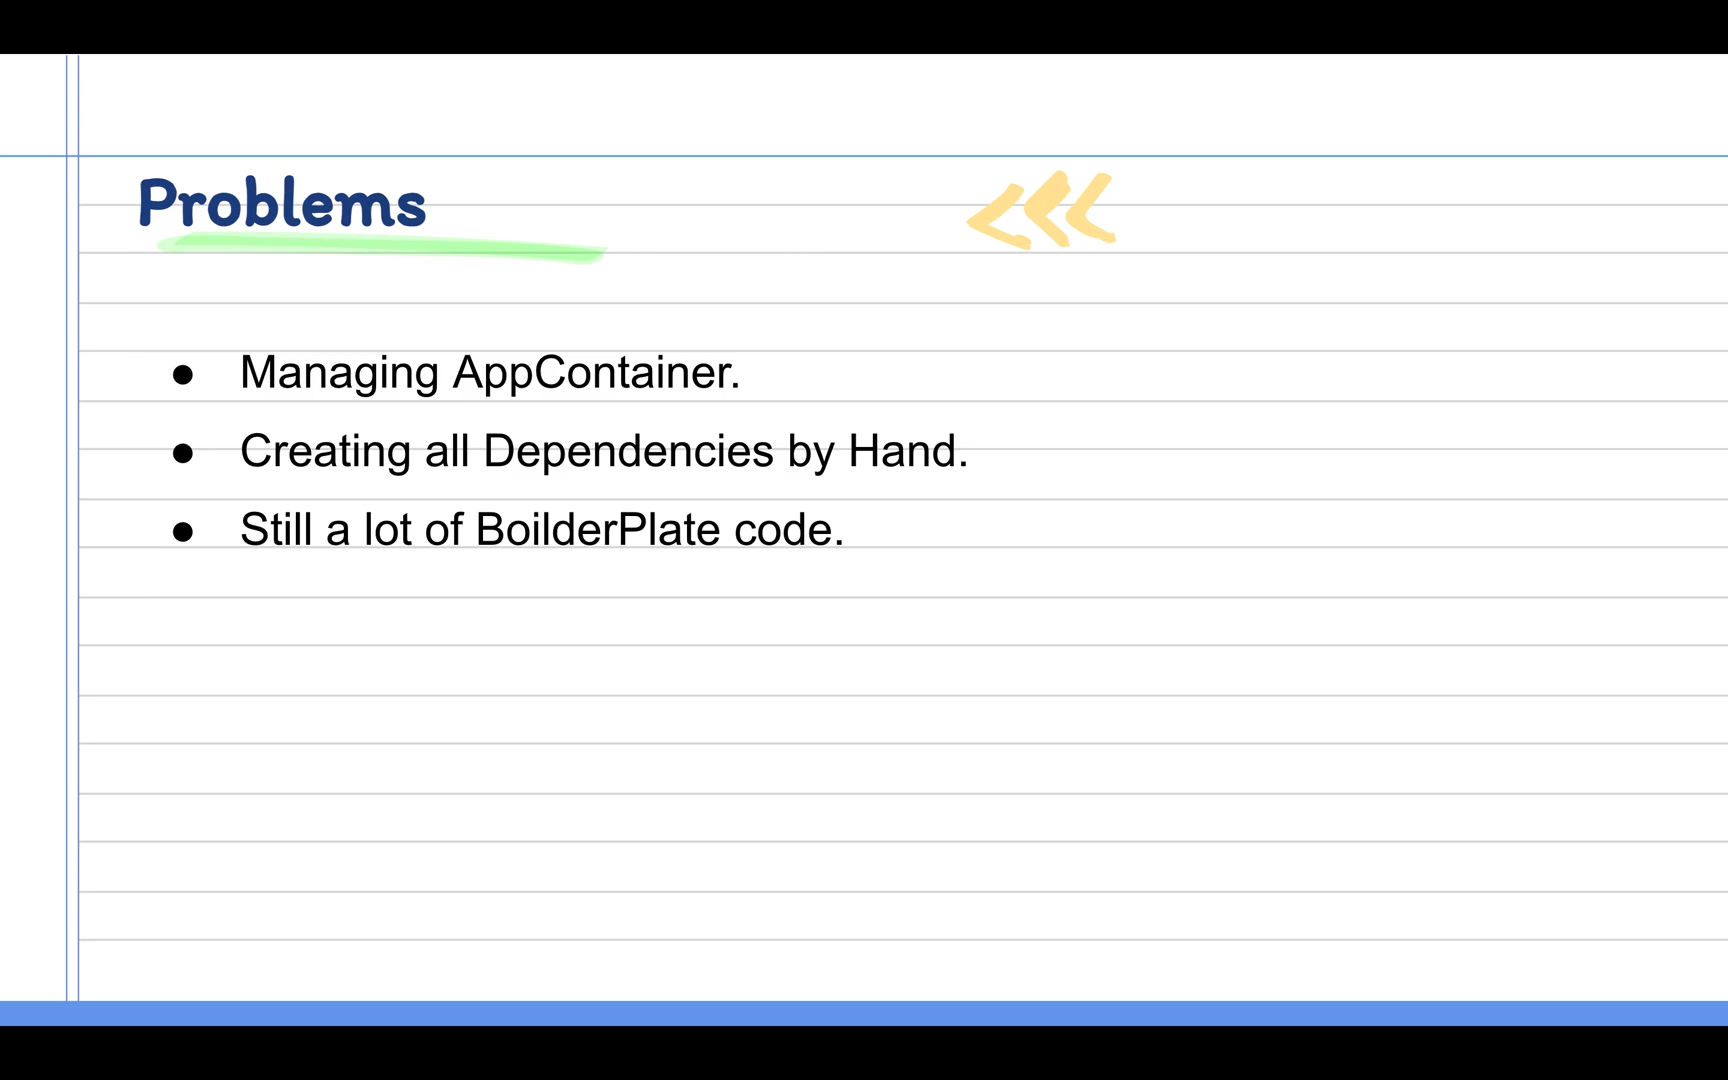 Problems
● Managing AppContainer.
● Creating all Dependencies by Hand.
● Still a lot of BoilderPlate code.